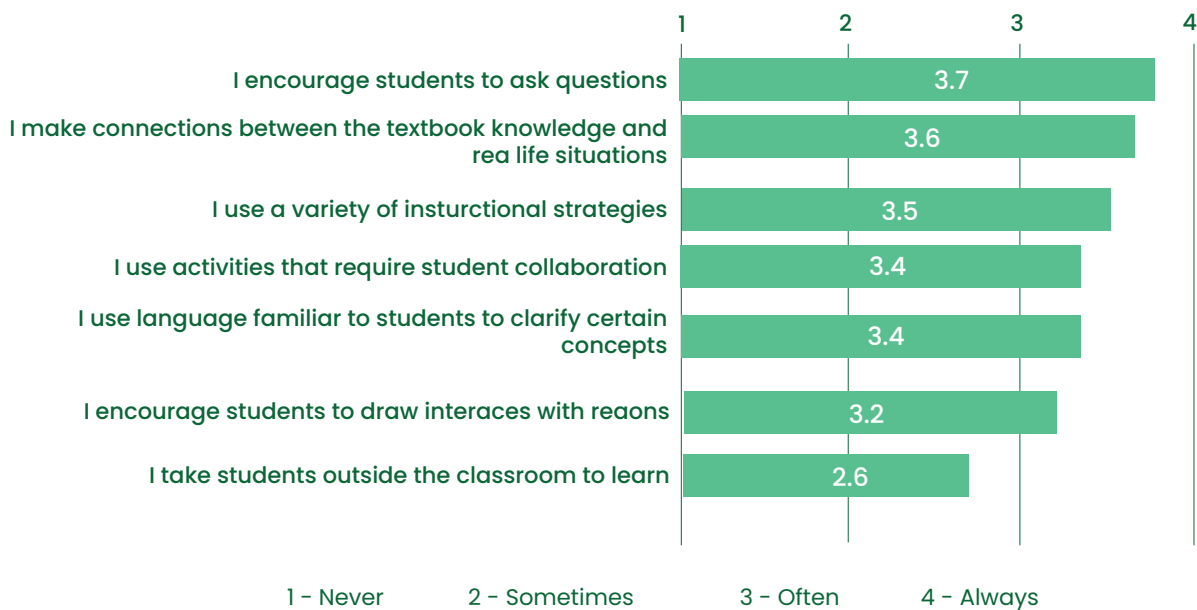 1 2 3 4
I encourage students to ask questions
3.7
I make connections between the textbook knowledge and
rea life situations
3.6
I use a variety of insturctional strategies
3.5
I use activities that require student collaboration
3.4
I use language familiar to students to clarify certain
concepts
3.4
I encourage students to draw interaces with reaons
3.2
I take students outside the classroom to learn
2.6
1 - Never 2 - Sometimes 3 - Often 4 - Always